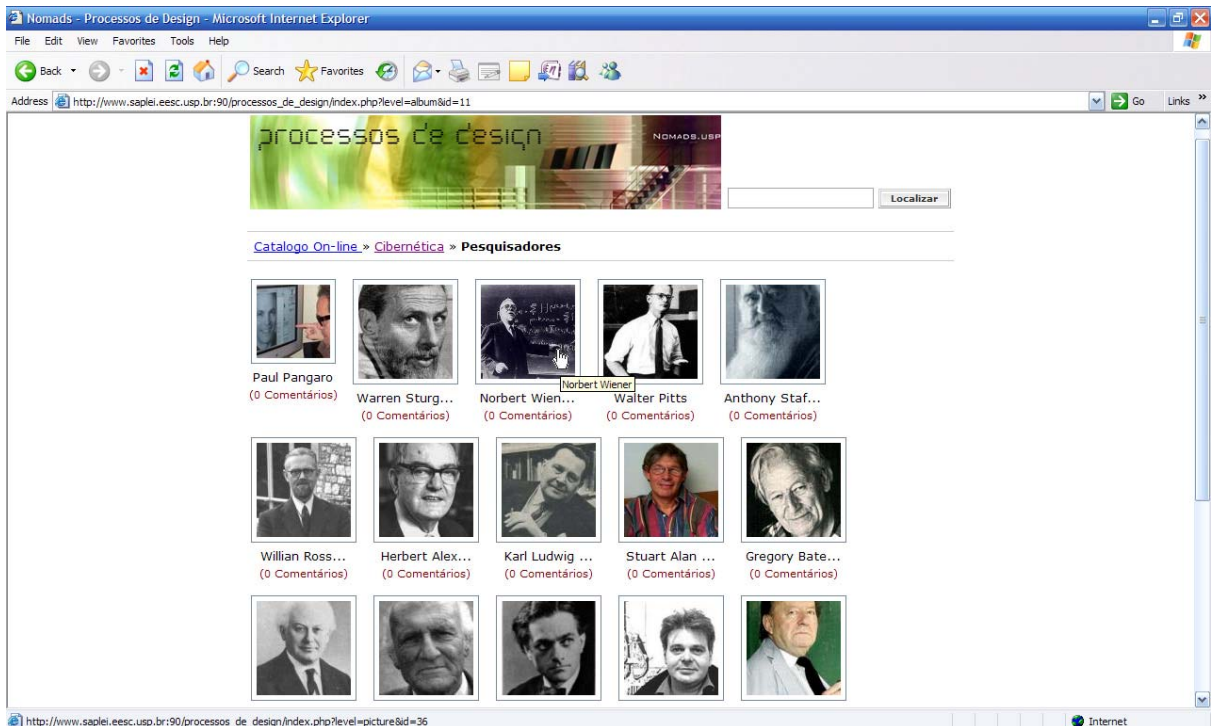 Nomads - Processos de Design - Microsoft Internet Explorer
File Edit View Favorites Tools Help
Back Search Favorites
Address http://www.saplei.eesc.usp.br:90/processos_de_design/index.php?level=album&id=11 Go Links »
processos de design NOMADS.USP
Localizar
Catalogo On-line » Cibernética » Pesquisadores
Norbert Wiener
Paul Pangaro Warren Sturg... Norbert Wien... Walter Pitts Anthony Staf...
(0 Comentários) (0 Comentários) (0 Comentários) (0 Comentários) (0 Comentários)
Willian Ross... Herbert Alex... Karl Ludwig ... Stuart Alan ... Gregory Bate...
(0 Comentários) (0 Comentários) (0 Comentários) (0 Comentários) (0 Comentários)
http://www.saplei.eesc.usp.br:90/processos_de_design/index.php?level=picture&id=36 Internet